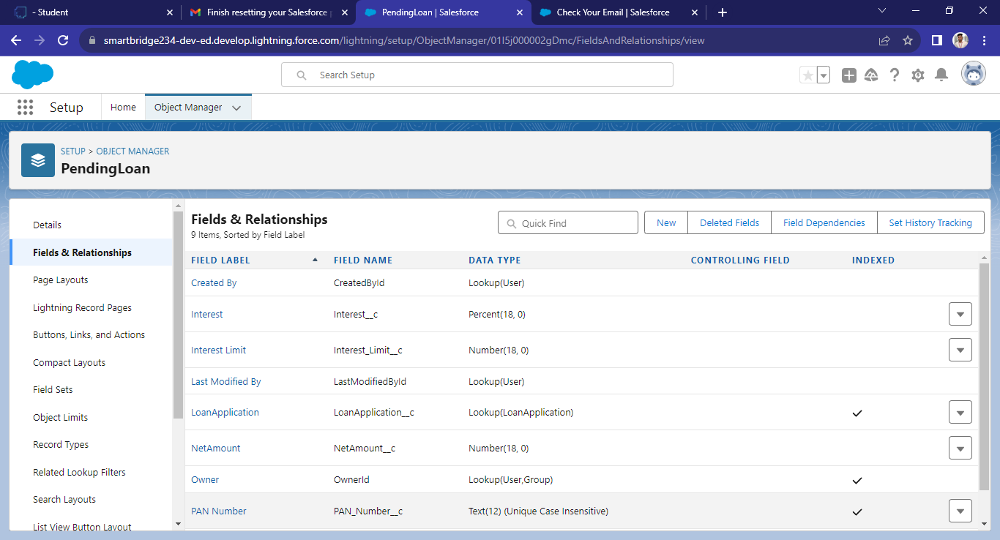 - Student
Finish resetting your Salesforce
PendingLoan | Salesforce
Check Your Email | Salesforce
smartbridge234-dev-ed.develop.lightning.force.com/lightning/setup/ObjectManager/01I5j000002gDmc/FieldsAndRelationships/view
Search Setup
Setup
Home
Object Manager
SETUP > OBJECT MANAGER
PendingLoan
Details
Fields & Relationships
Page Layouts
Lightning Record Pages
Buttons, Links, and Actions
Compact Layouts
Field Sets
Object Limits
Record Types
Related Lookup Filters
Search Layouts
List View Button Layout
Fields & Relationships
9 Items, Sorted by Field Label
Quick Find
New
Deleted Fields
Field Dependencies
Set History Tracking
FIELD LABEL FIELD NAME DATA TYPE CONTROLLING FIELD INDEXED
Created By CreatedById Lookup(User)
Interest Interest__c Percent(18, 0)
Interest Limit Interest_Limit__c Number(18, 0)
Last Modified By LastModifiedById Lookup(User)
LoanApplication LoanApplication__c Lookup(LoanApplication)
NetAmount NetAmount__c Number(18, 0)
Owner OwnerId Lookup(User,Group)
PAN Number PAN_Number__c Text(12) (Unique Case Insensitive)